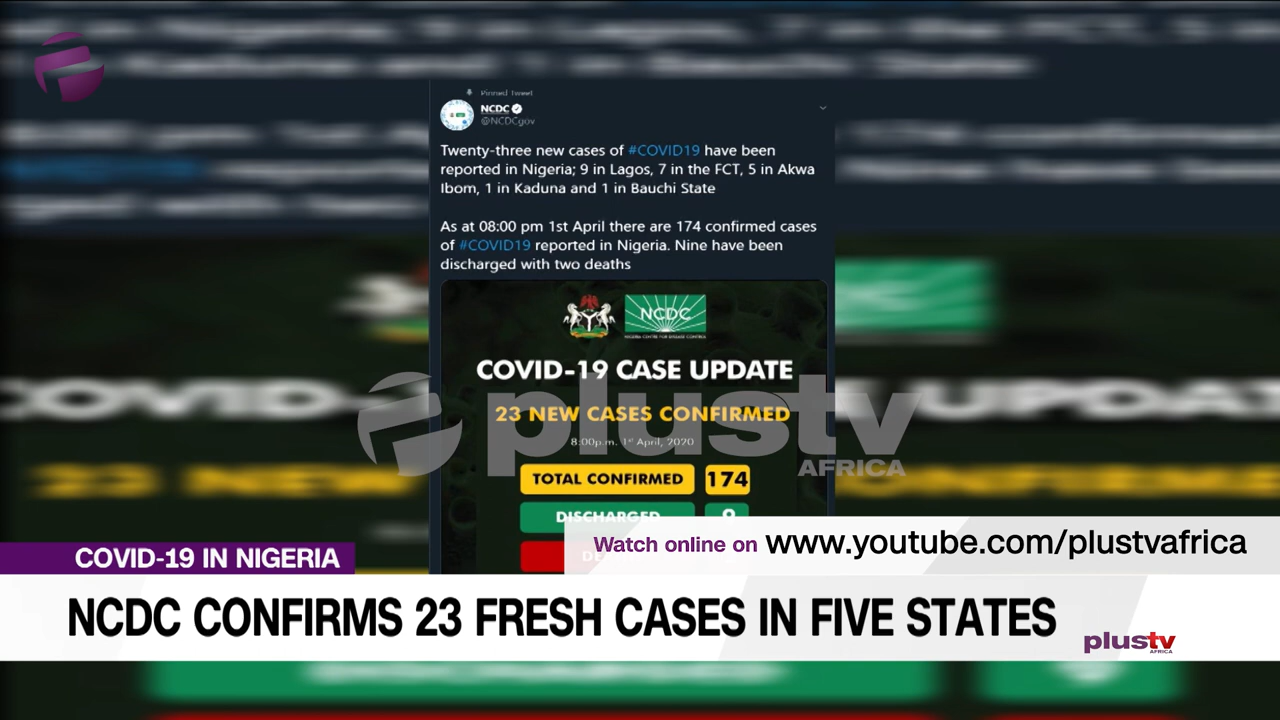 Pinned Tweet
NCDC
@NCDCgov
Twenty-three new cases of #COVID19 have been
reported in Nigeria; 9 in Lagos, 7 in the FCT, 5 in Akwa
Ibom, 1 in Kaduna and 1 in Bauchi State
As at 08:00 pm 1st April there are 174 confirmed cases
of #COVID19 reported in Nigeria. Nine have been
discharged with two deaths
NCDC
NIGERIA CENTRE FOR DISEASE CONTROL
COVID-19 CASE UPDATE
23 NEW CASES CONFIRMED
8:00p.m. 1st April, 2020
plustv
AFRICA
TOTAL CONFIRMED 174
DISCHARGED 9
Watch online on www.youtube.com/plustvafrica
COVID-19 IN NIGERIA
NCDC CONFIRMS 23 FRESH CASES IN FIVE STATES
plustv
AFRICA